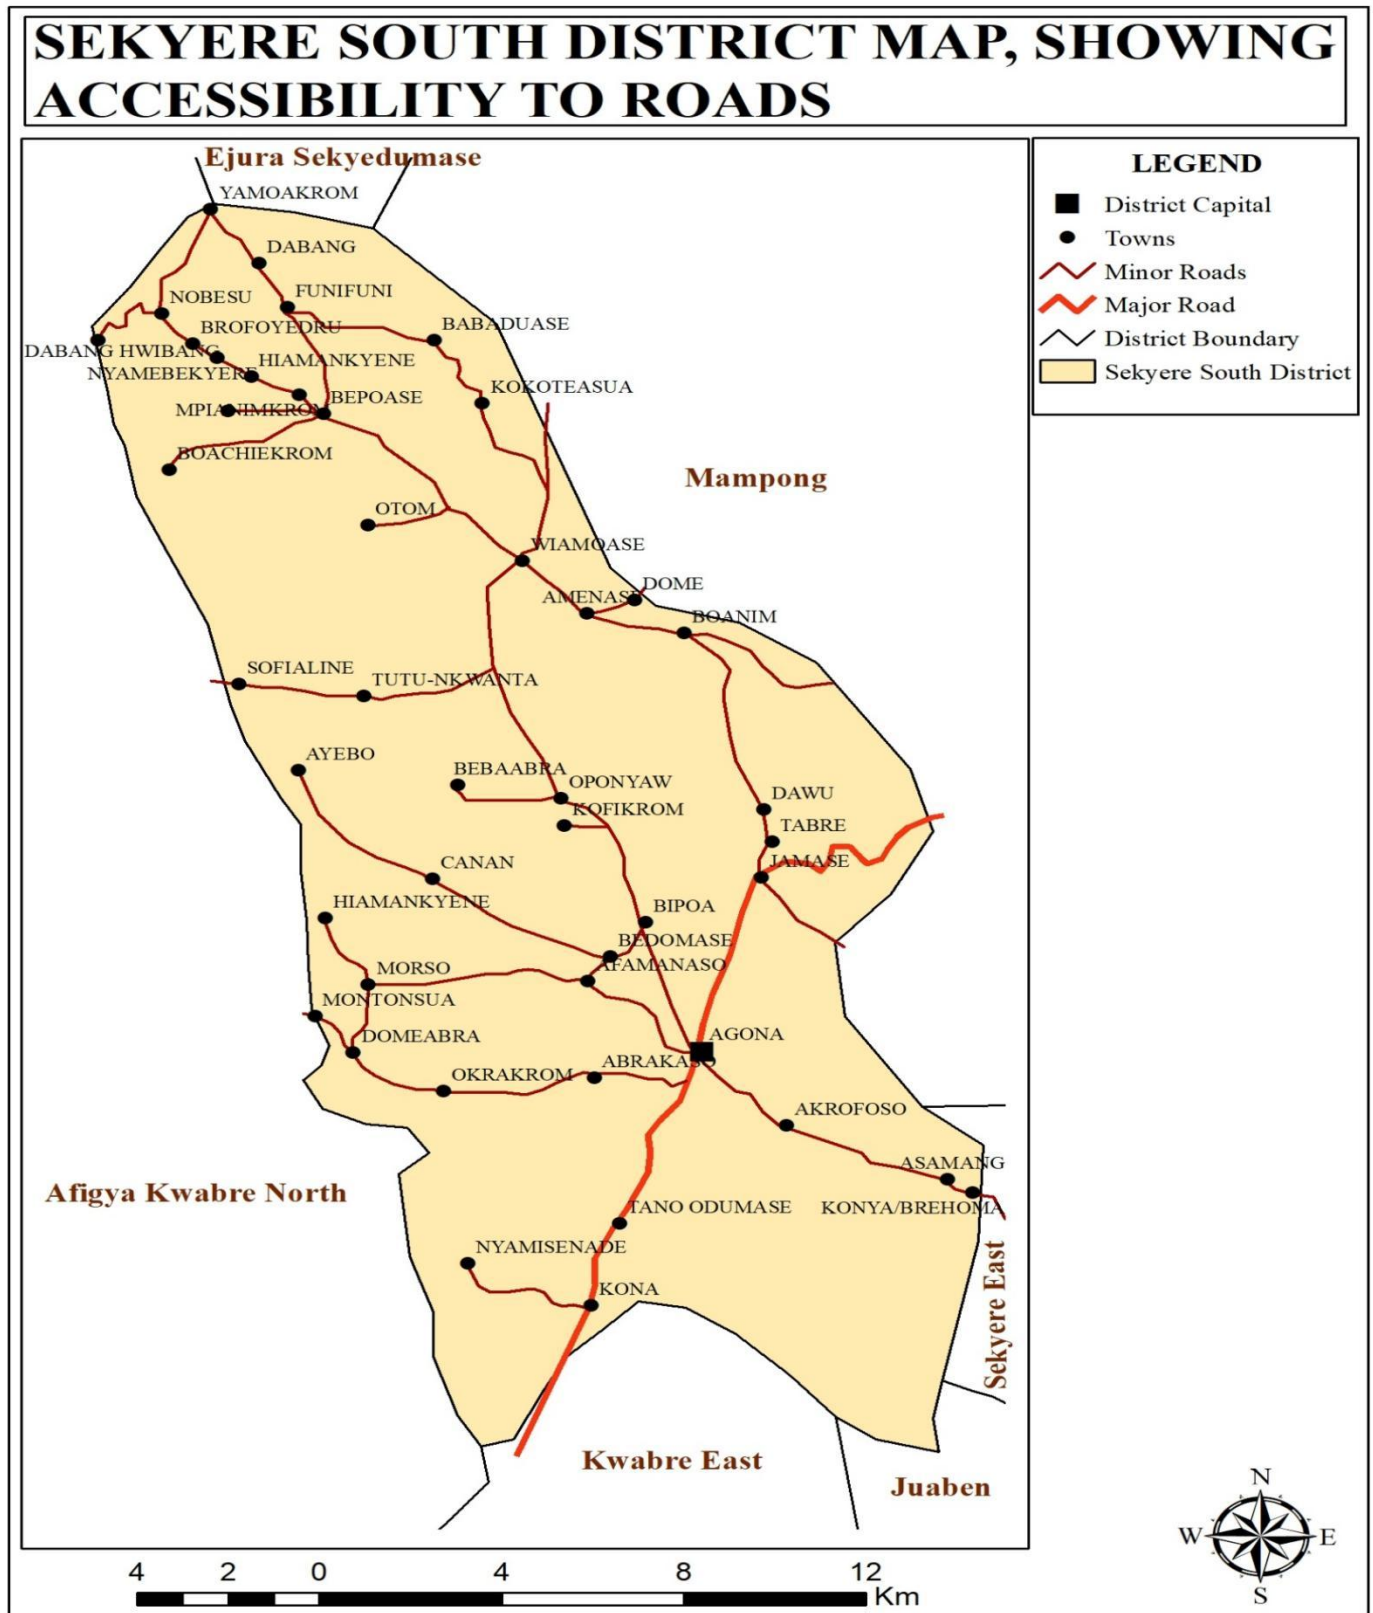 SEKYERE SOUTH DISTRICT MAP, SHOWING
ACCESSIBILITY TO ROADS
Ejura Sekyedumase
YAMOAKROM
DABANG
FUNIFUNI
NOBESU
BROFOYEDRU
BABADUASE
DABANG HWIBANG
HIAMANKYENE
NYAMEBEKYERE
KOKOTEASUA
BEPOASE
MPIANIMKROM
BOACHIEKROM
Mampong
OTOM
WIAMOASE
DOME
AMENASE
BOANIM
SOFIALINE
TUTU-NKWANTA
AYEBO
BEBAABRA
OPONYAW
KOFIKROM
DAWU
TABRE
JAMASE
CANAN
HIAMANKYENE
BIPOA
BEDOMASE
AFAMANASO
MORSO
MONTONSUA
DOMEABRA
AGONA
ABRAKASO
OKRAKROM
AKROFOSO
ASAMANG
KONYA/BREHOMA
Afigya Kwabre North
TANO ODUMASE
NYAMISENADE
KONA
Sekyere East
Kwabre East
Juaben
LEGEND
District Capital
Towns
Minor Roads
Major Road
District Boundary
Sekyere South District
N
W E
S
4 2 0 4 8 12
Km